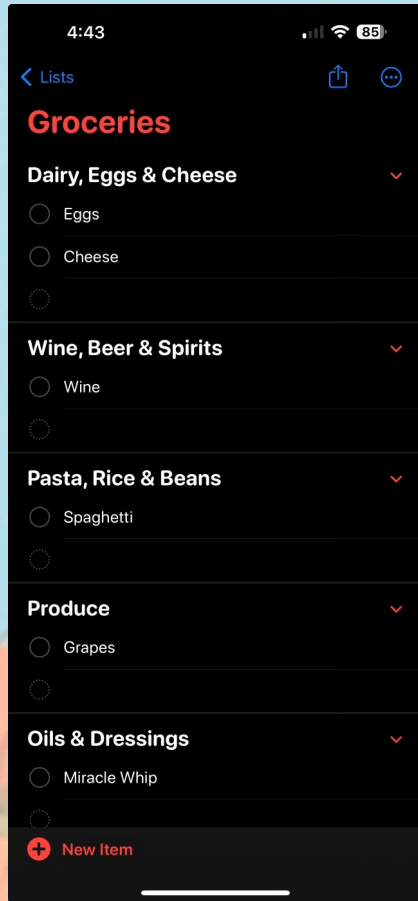 4:43
85
Lists
Groceries
Dairy, Eggs & Cheese
Eggs
Cheese
Wine, Beer & Spirits
Wine
Pasta, Rice & Beans
Spaghetti
Produce
Grapes
Oils & Dressings
Miracle Whip
New Item